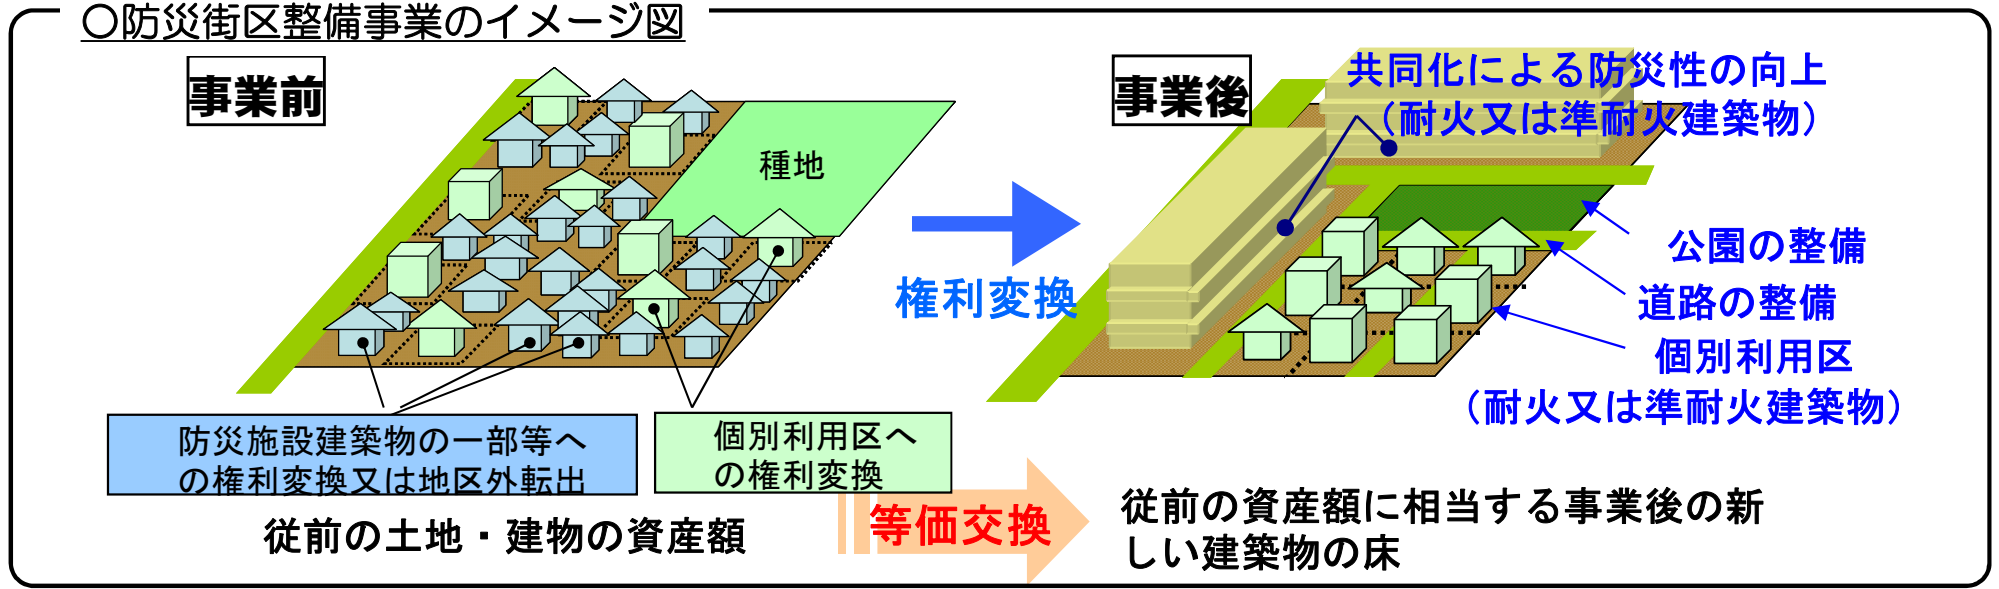 〇防災街区整備事業のイメージ図
事業前
種地
防災施設建築物の一部等へ
の権利変換又は地区外転出
個別利用区へ
の権利変換
従前の土地・建物の資産額
権利変換
等価交換
事業後
共同化による防災性の向上
（耐火又は準耐火建築物）
公園の整備
道路の整備
個別利用区
（耐火又は準耐火建築物）
従前の資産額に相当する事業後の新
しい建築物の床